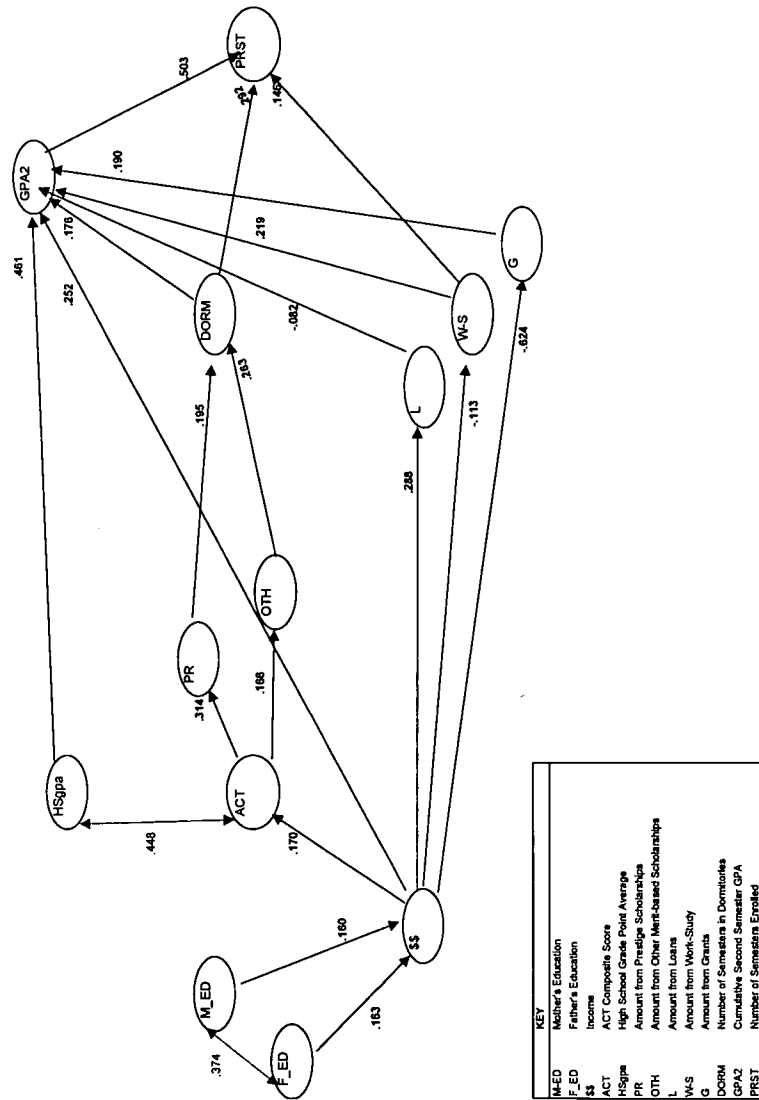 GPA2
.503
PRST
.461
.252
.176
.190
.292
.146
HSgpa
.448
PR
.314
.195
DORM
.219
-.082
.263
ACT
.166
OTH
.170
L
.288
W-S
-.113
G
-.624
M_ED
.374
F_ED
.160
.163
$$
KEY
M-ED Mother's Education
F_ED Father's Education
$$ Income
ACT ACT Composite Score
HSgpa High School Grade Point Average
PR Amount from Prestige Scholarships
OTH Amount from Other Merit-based Scholarships
L Amount from Loans
W-S Amount from Work-Study
G Amount from Grants
DORM Number of Semesters in Dormitories
GPA2 Cumulative Second Semester GPA
PRST Number of Semesters Enrolled